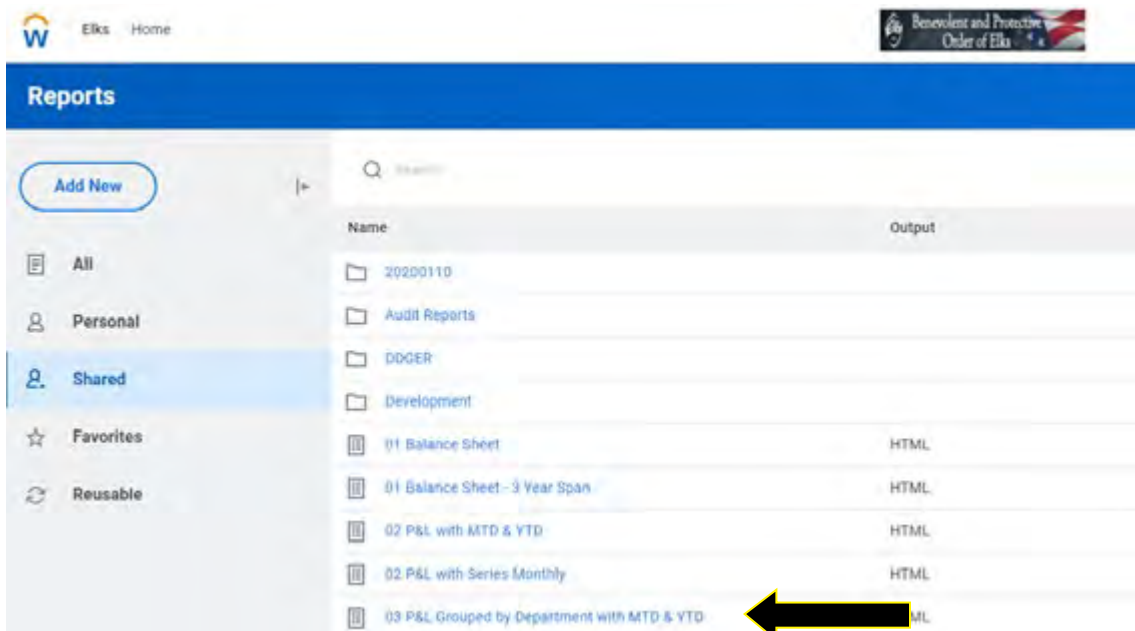 Elks Home
Benevolent and Protective
Order of Elks
Reports
Add New
Search
Name Output
All
Personal
Shared
Favorites
Reusable
20200110
Audit Reports
DDGER
Development
01 Balance Sheet HTML
01 Balance Sheet - 3 Year Span HTML
02 P&L with MTD & YTD HTML
02 P&L with Series Monthly HTML
03 P&L Grouped by Department with MTD & YTD ML